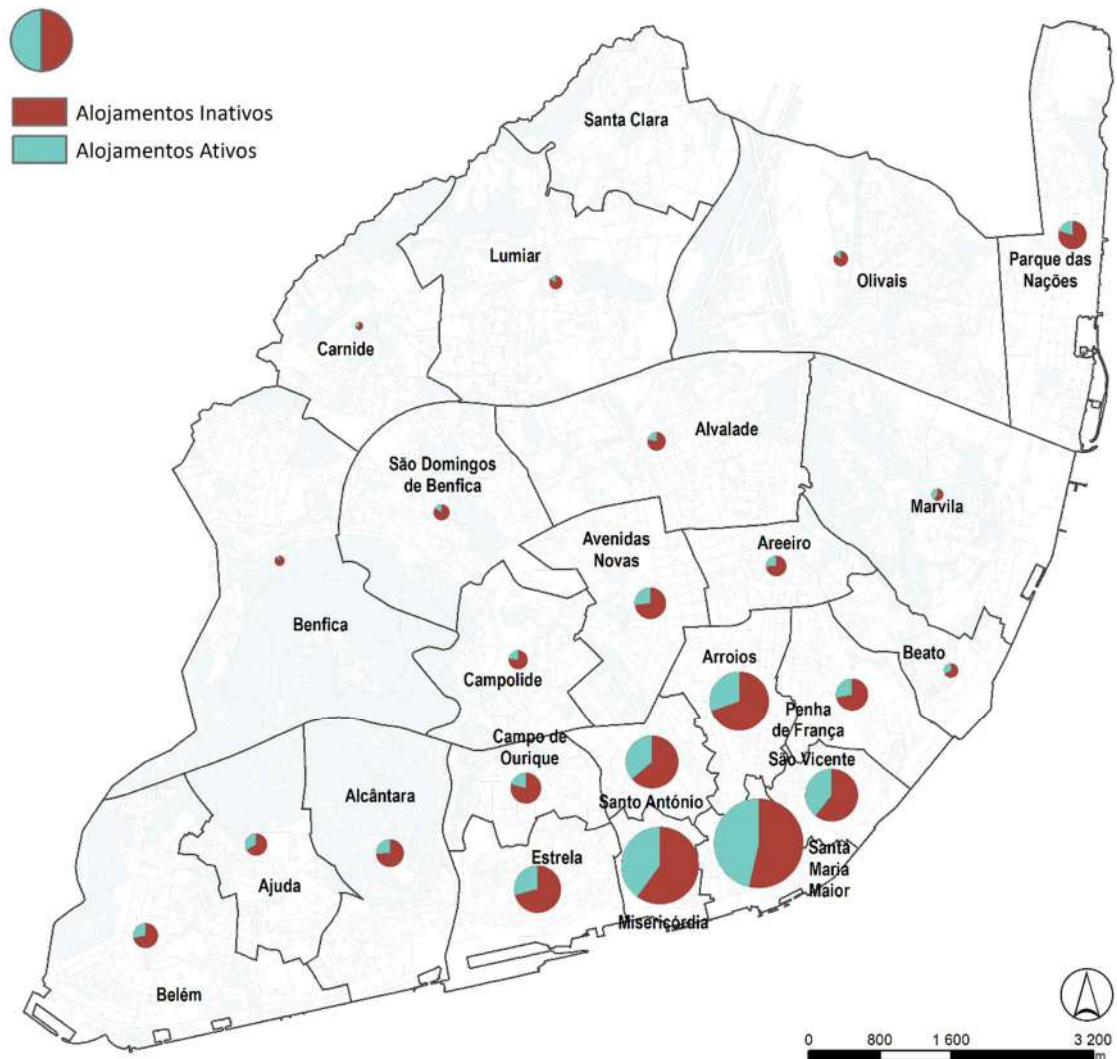 Alojamentos Inativos
Alojamentos Ativos
Santa Clara
Lumiar
Olivais
Parque das
Nações
Carnide
Alvalade
São Domingos
de Benfica
Marvila
Avenidas
Novas
Areeiro
Benfica
Campolide
Arroios
Beato
Penha
de França
Campo de
Ourique
São Vicente
Alcântara
Santo António
Estrela
Santa
Maria
Maior
Ajuda
Misericórdia
Belém
0 800 1 600 3 200
m